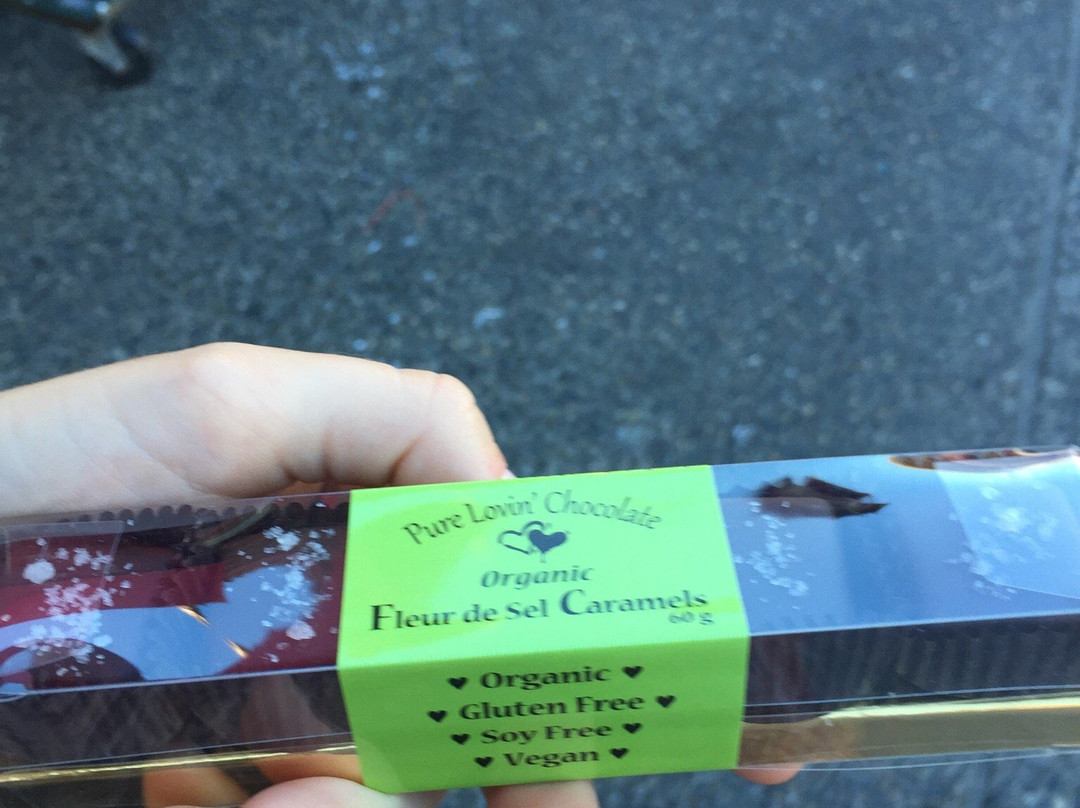 Pure Lovin' Chocolate
Organic
Fleur de Sel Caramels
60 g
♥ Organic ♥
♥ Gluten Free ♥
♥ Soy Free ♥
♥ Vegan ♥